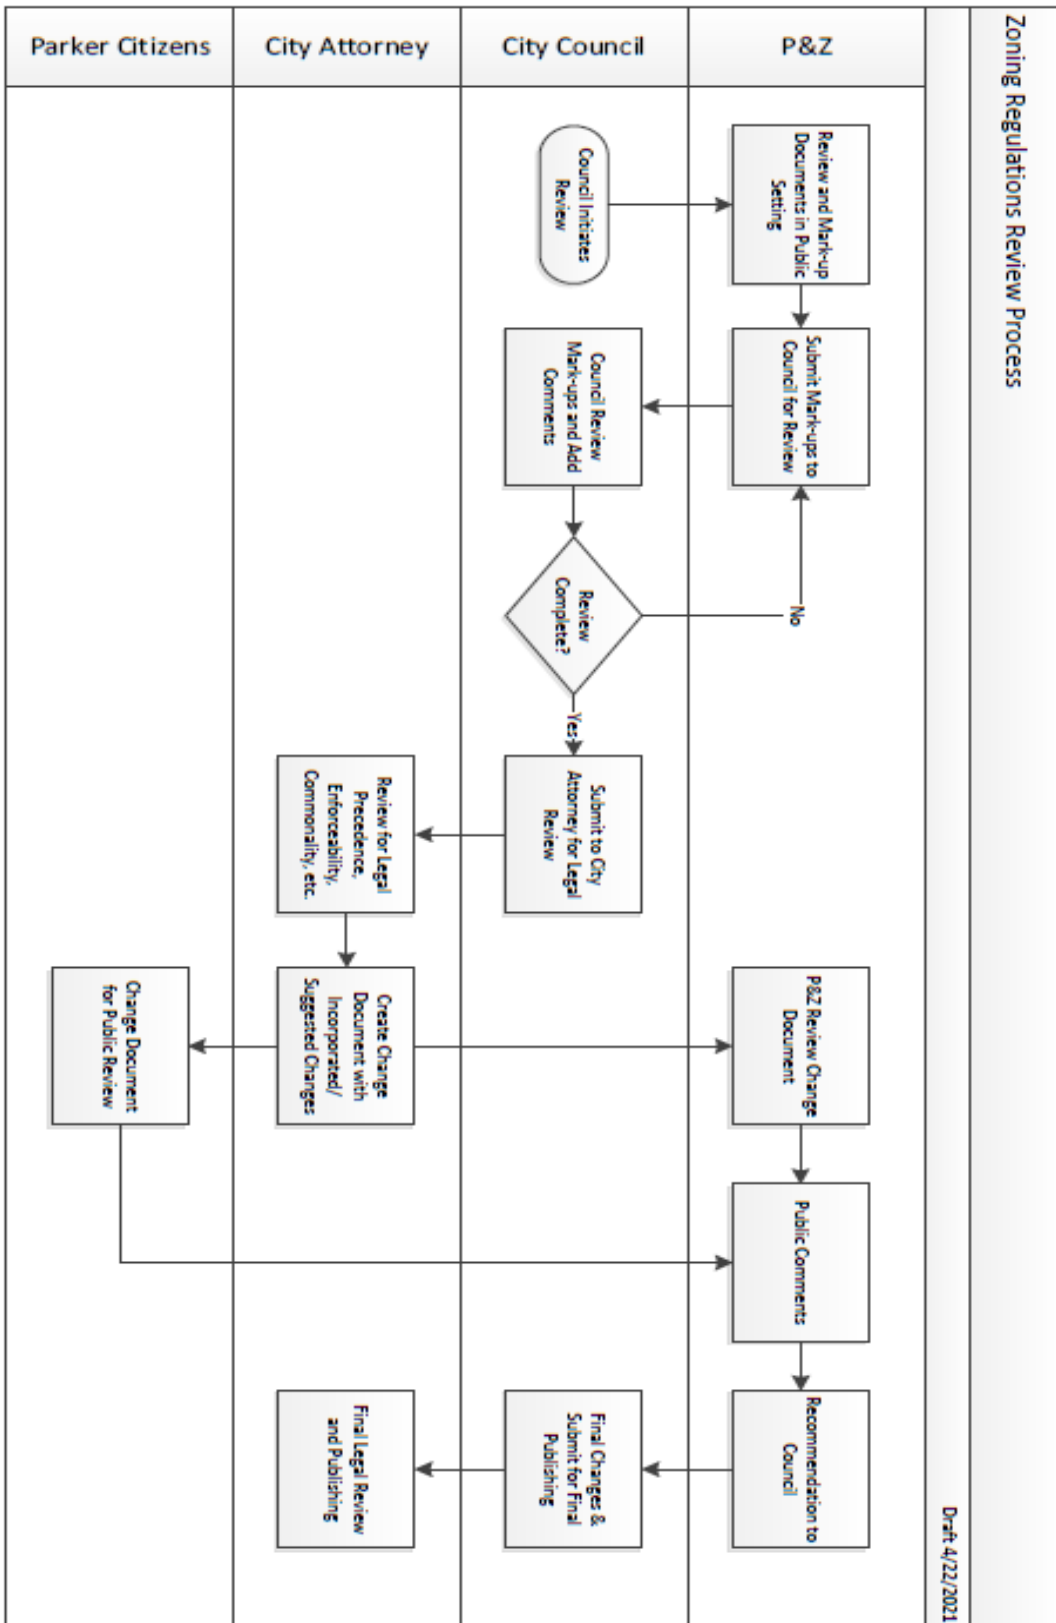 Zoning Regulations Review Process
Draft 4/22/2021
P&Z
City Council
City Attorney
Parker Citizens
Council Initiates
Review
Review and Mark-up
Documents in Public
Setting
Submit Mark-ups to
Council for Review
Council Review
Mark-ups and Add
Comments
Review
Complete?
No
Yes
Submit to City
Attorney for Legal
Review
Review for Legal
Precedence,
Enforceability,
Commonality, etc.
Create Change
Document with
Incorporated/
Suggested Changes
P&Z Review Change
Document
Change Document
for Public Review
Public Comments
Recommendation to
Council
Final Changes &
Submit for Final
Publishing
Final Legal Review
and Publishing